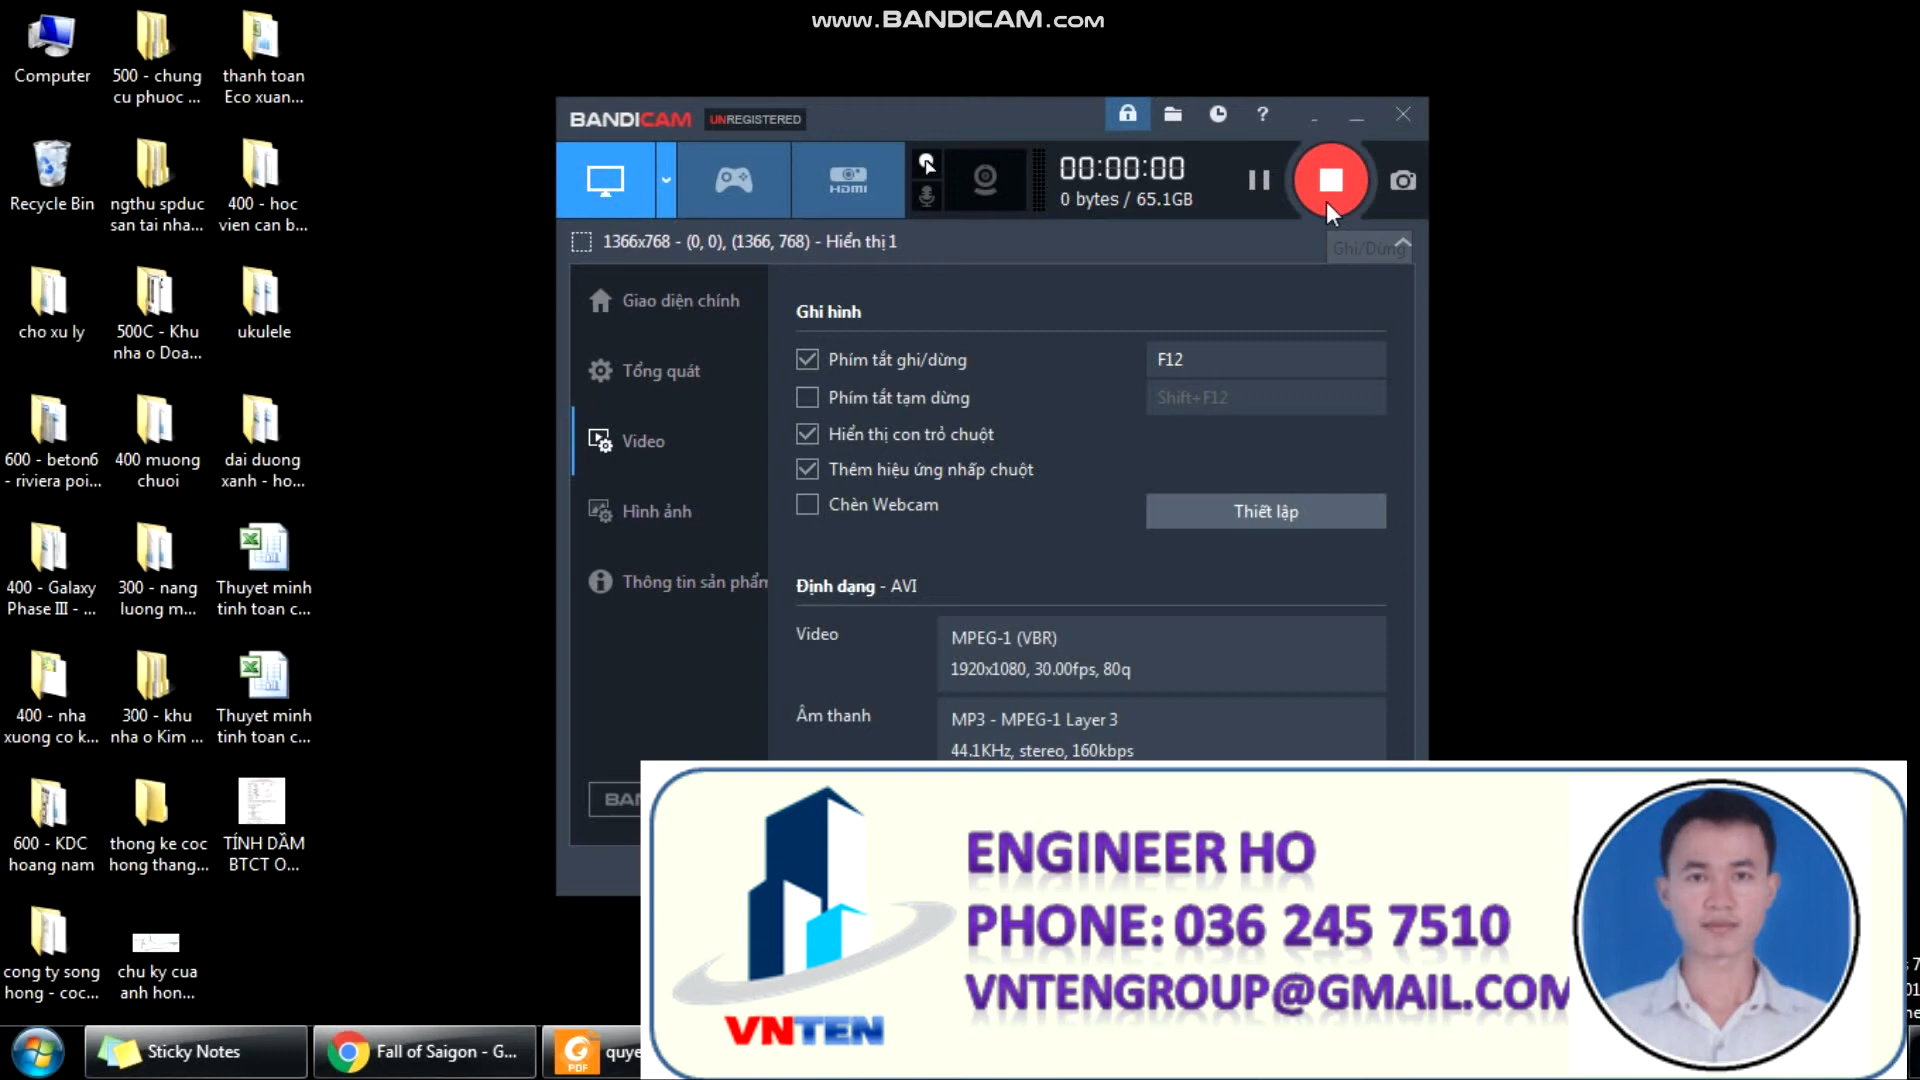 www.BANDICAM.com
Computer
500 - chung
cu phuoc ...
thanh toan
Eco xuan...
Recycle Bin
ngthu spduc
san tai nha...
400 - hoc
vien can b...
cho xu ly
500C - Khu
nha o Doa...
ukulele
600 - beton6
- riviera poi...
400 muong
chuoi
dai duong
xanh - ho...
400 - Galaxy
Phase III - ...
300 - nang
luong m...
Thuyet minh
tinh toan c...
400 - nha
xuong co k...
300 - khu
nha o Kim ...
Thuyet minh
tinh toan c...
600 - KDC
hoang nam
thong ke coc
hong thang...
TÍNH DẦM
BTCT O...
cong ty song
hong - coc...
chu ky cua
anh hon...
BANDICAM UNREGISTERED
?
HDMI
00:00:00
0 bytes / 65.1GB
1366x768 - (0, 0), (1366, 768) - Hiển thị 1
Ghi/Dừng
Giao diện chính
Tổng quát
Video
Hình ảnh
Thông tin sản phẩm
Ghi hình
Phím tắt ghi/dừng
F12
Phím tắt tạm dừng
Shift+F12
Hiển thị con trỏ chuột
Thêm hiệu ứng nhấp chuột
Chèn Webcam
Thiết lập
Định dạng - AVI
Video
MPEG-1 (VBR)
1920x1080, 30.00fps, 80q
Âm thanh
MP3 - MPEG-1 Layer 3
44.1KHz, stereo, 160kbps
ENGINEER HO
PHONE: 036 245 7510
VNTENGROUP@GMAIL.COM
VNTEN
Sticky Notes
Fall of Saigon - G...
PDF
quye